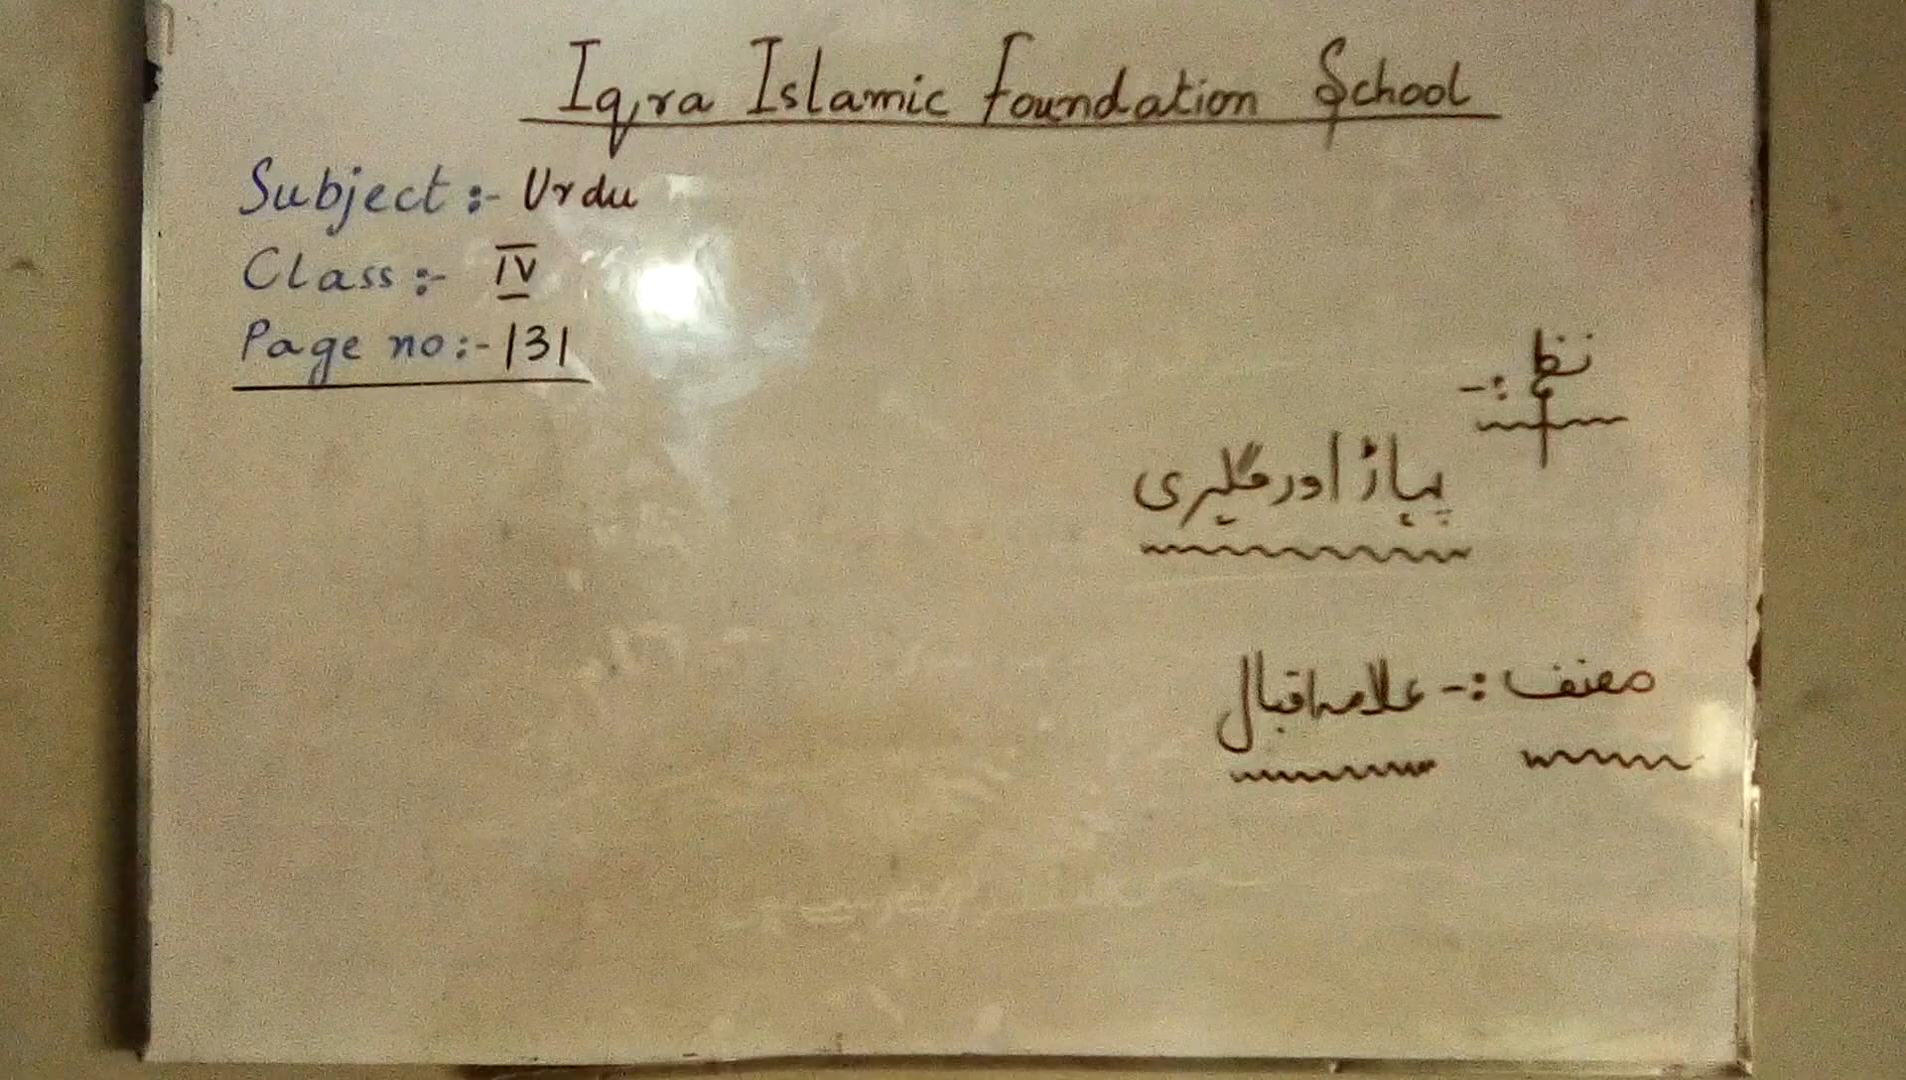 Iqra Islamic Foundation School
Subject :- Urdu
Class :- IV
Page no :- 131
نظم :-
پہاڑ اور گلہری
مصنف :- علامہ اقبال